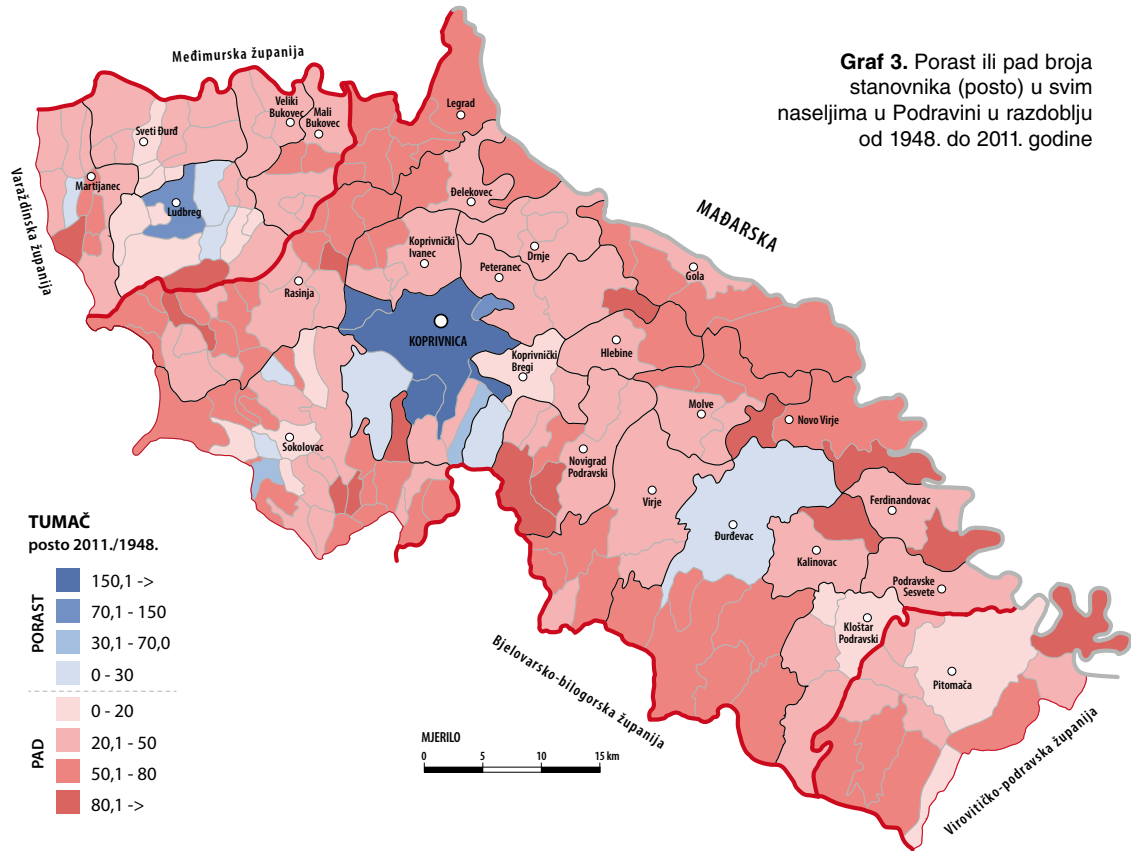 Graf 3. Porast ili pad broja
stanovnika (posto) u svim
naseljima u Podravini u razdoblju
od 1948. do 2011. godine
Međimurska županija
Varaždinska županija
MAĐARSKA
Bjelovarsko-bilogorska županija
Virovitičko-podravska županija
Legrad
Veliki
Bukovec
Mali
Bukovec
Sveti Đurđ
Martijanec
Ludbreg
Đelekovec
Koprivnički
Ivanec
Drnje
Peteranec
Gola
Rasinja
KOPRIVNICA
Hlebine
Koprivnički
Bregi
Molve
Novo Virje
Sokolovac
Novigrad
Podravski
Virje
Ferdinandovac
Đurđevac
Kalinovac
Podravske
Sesvete
Kloštar
Podravski
Pitomača
TUMAČ
posto 2011./1948.
PORAST
150,1 ->
70,1 - 150
30,1 - 70,0
0 - 30
PAD
0 - 20
20,1 - 50
50,1 - 80
80,1 ->
MJERILO
0 5 10 15 km